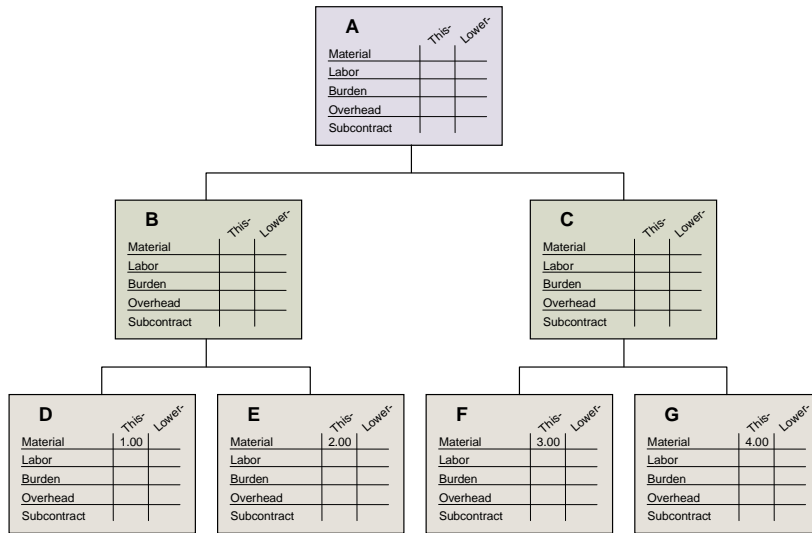 A This- Lower-
Material
Labor
Burden
Overhead
Subcontract
B This- Lower-
Material
Labor
Burden
Overhead
Subcontract
C This- Lower-
Material
Labor
Burden
Overhead
Subcontract
D This- Lower-
Material 1.00
Labor
Burden
Overhead
Subcontract
E This- Lower-
Material 2.00
Labor
Burden
Overhead
Subcontract
F This- Lower-
Material 3.00
Labor
Burden
Overhead
Subcontract
G This- Lower-
Material 4.00
Labor
Burden
Overhead
Subcontract